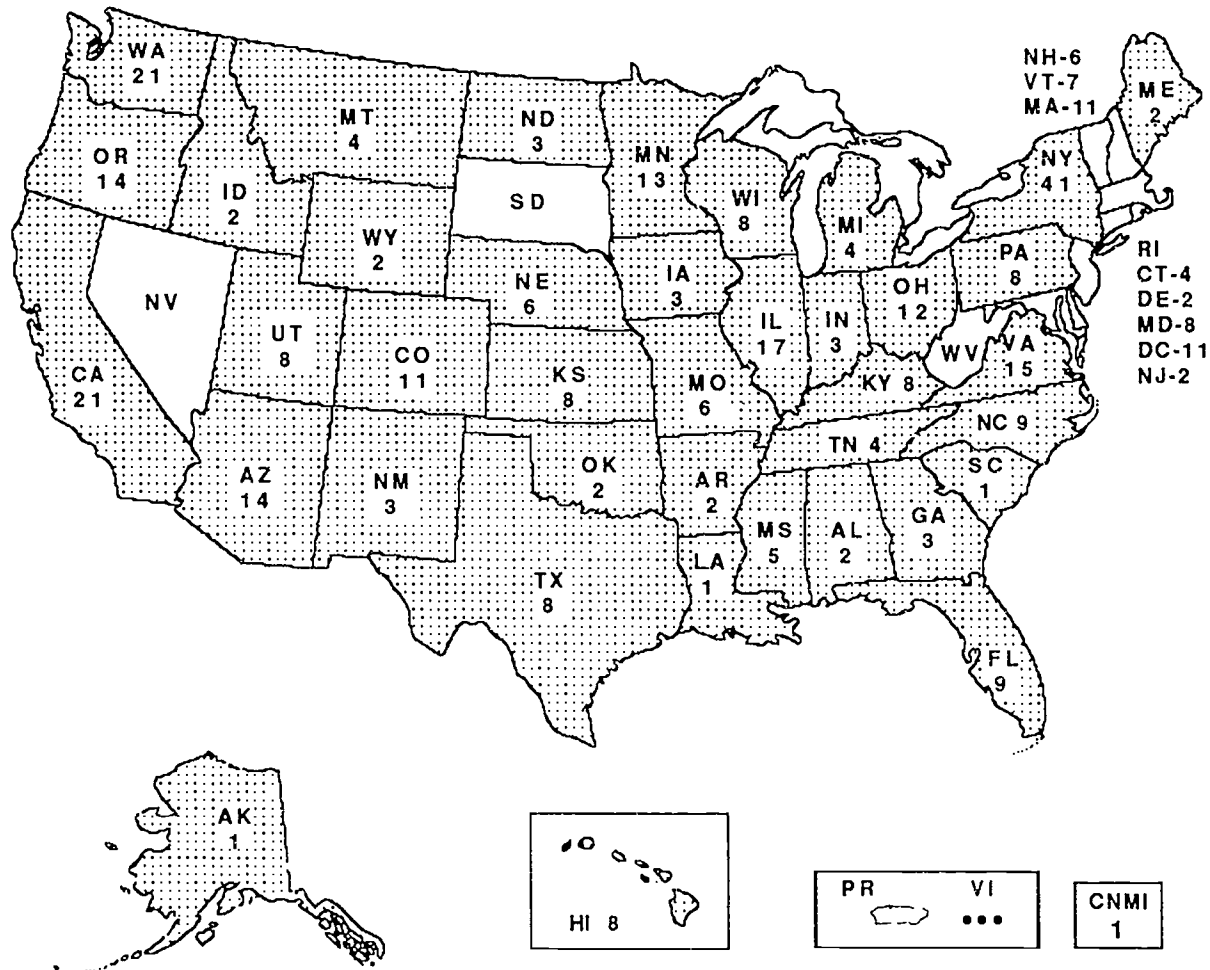 WA
21
MT
4
ND
3
MN
13
NH-6
VT-7
MA-11
ME
2
OR
14
ID
2
SD
WI
8
MI
4
NY
41
WY
2
NE
6
IA
3
PA
8
RI
CT-4
DE-2
MD-8
DC-11
NJ-2
NV
UT
8
CO
11
IL
17
IN
3
OH
12
WV
VA
15
CA
21
KS
8
MO
6
KY 8
NC 9
TN 4
SC
1
AZ
14
NM
3
OK
2
AR
2
MS
5
AL
2
GA
3
TX
8
LA
1
FL
9
AK
1
HI 8
PR VI
CNMI
1